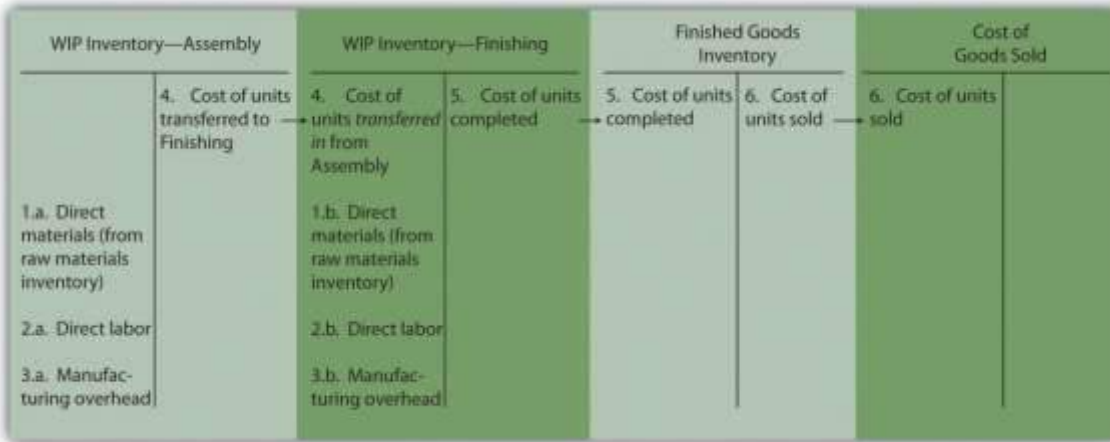 WIP Inventory—Assembly
4. Cost of units
transferred to
Finishing
1.a. Direct
materials (from
raw materials
inventory)
2.a. Direct labor
3.a. Manufac-
turing overhead
WIP Inventory—Finishing
4. Cost of
units transferred
in from
Assembly
5. Cost of units
completed
1.b. Direct
materials (from
raw materials
inventory)
2.b. Direct labor
3.b. Manufac-
turing overhead
Finished Goods
Inventory
5. Cost of units
completed
6. Cost of
units sold
Cost of
Goods Sold
6. Cost of units
sold